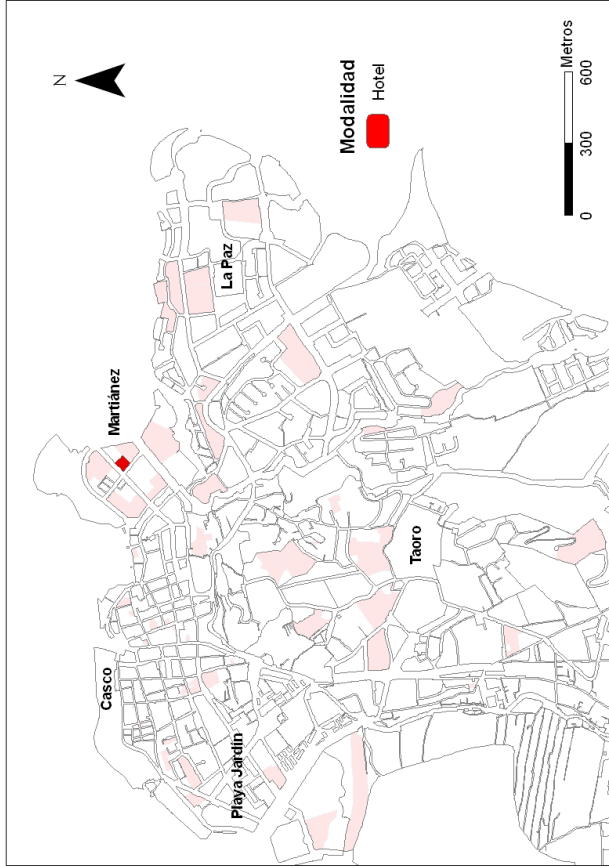 N
Martiánez
Casco
La Paz
Playa Jardín
Taoro
Modalidad
Hotel
0 300 600
Metros